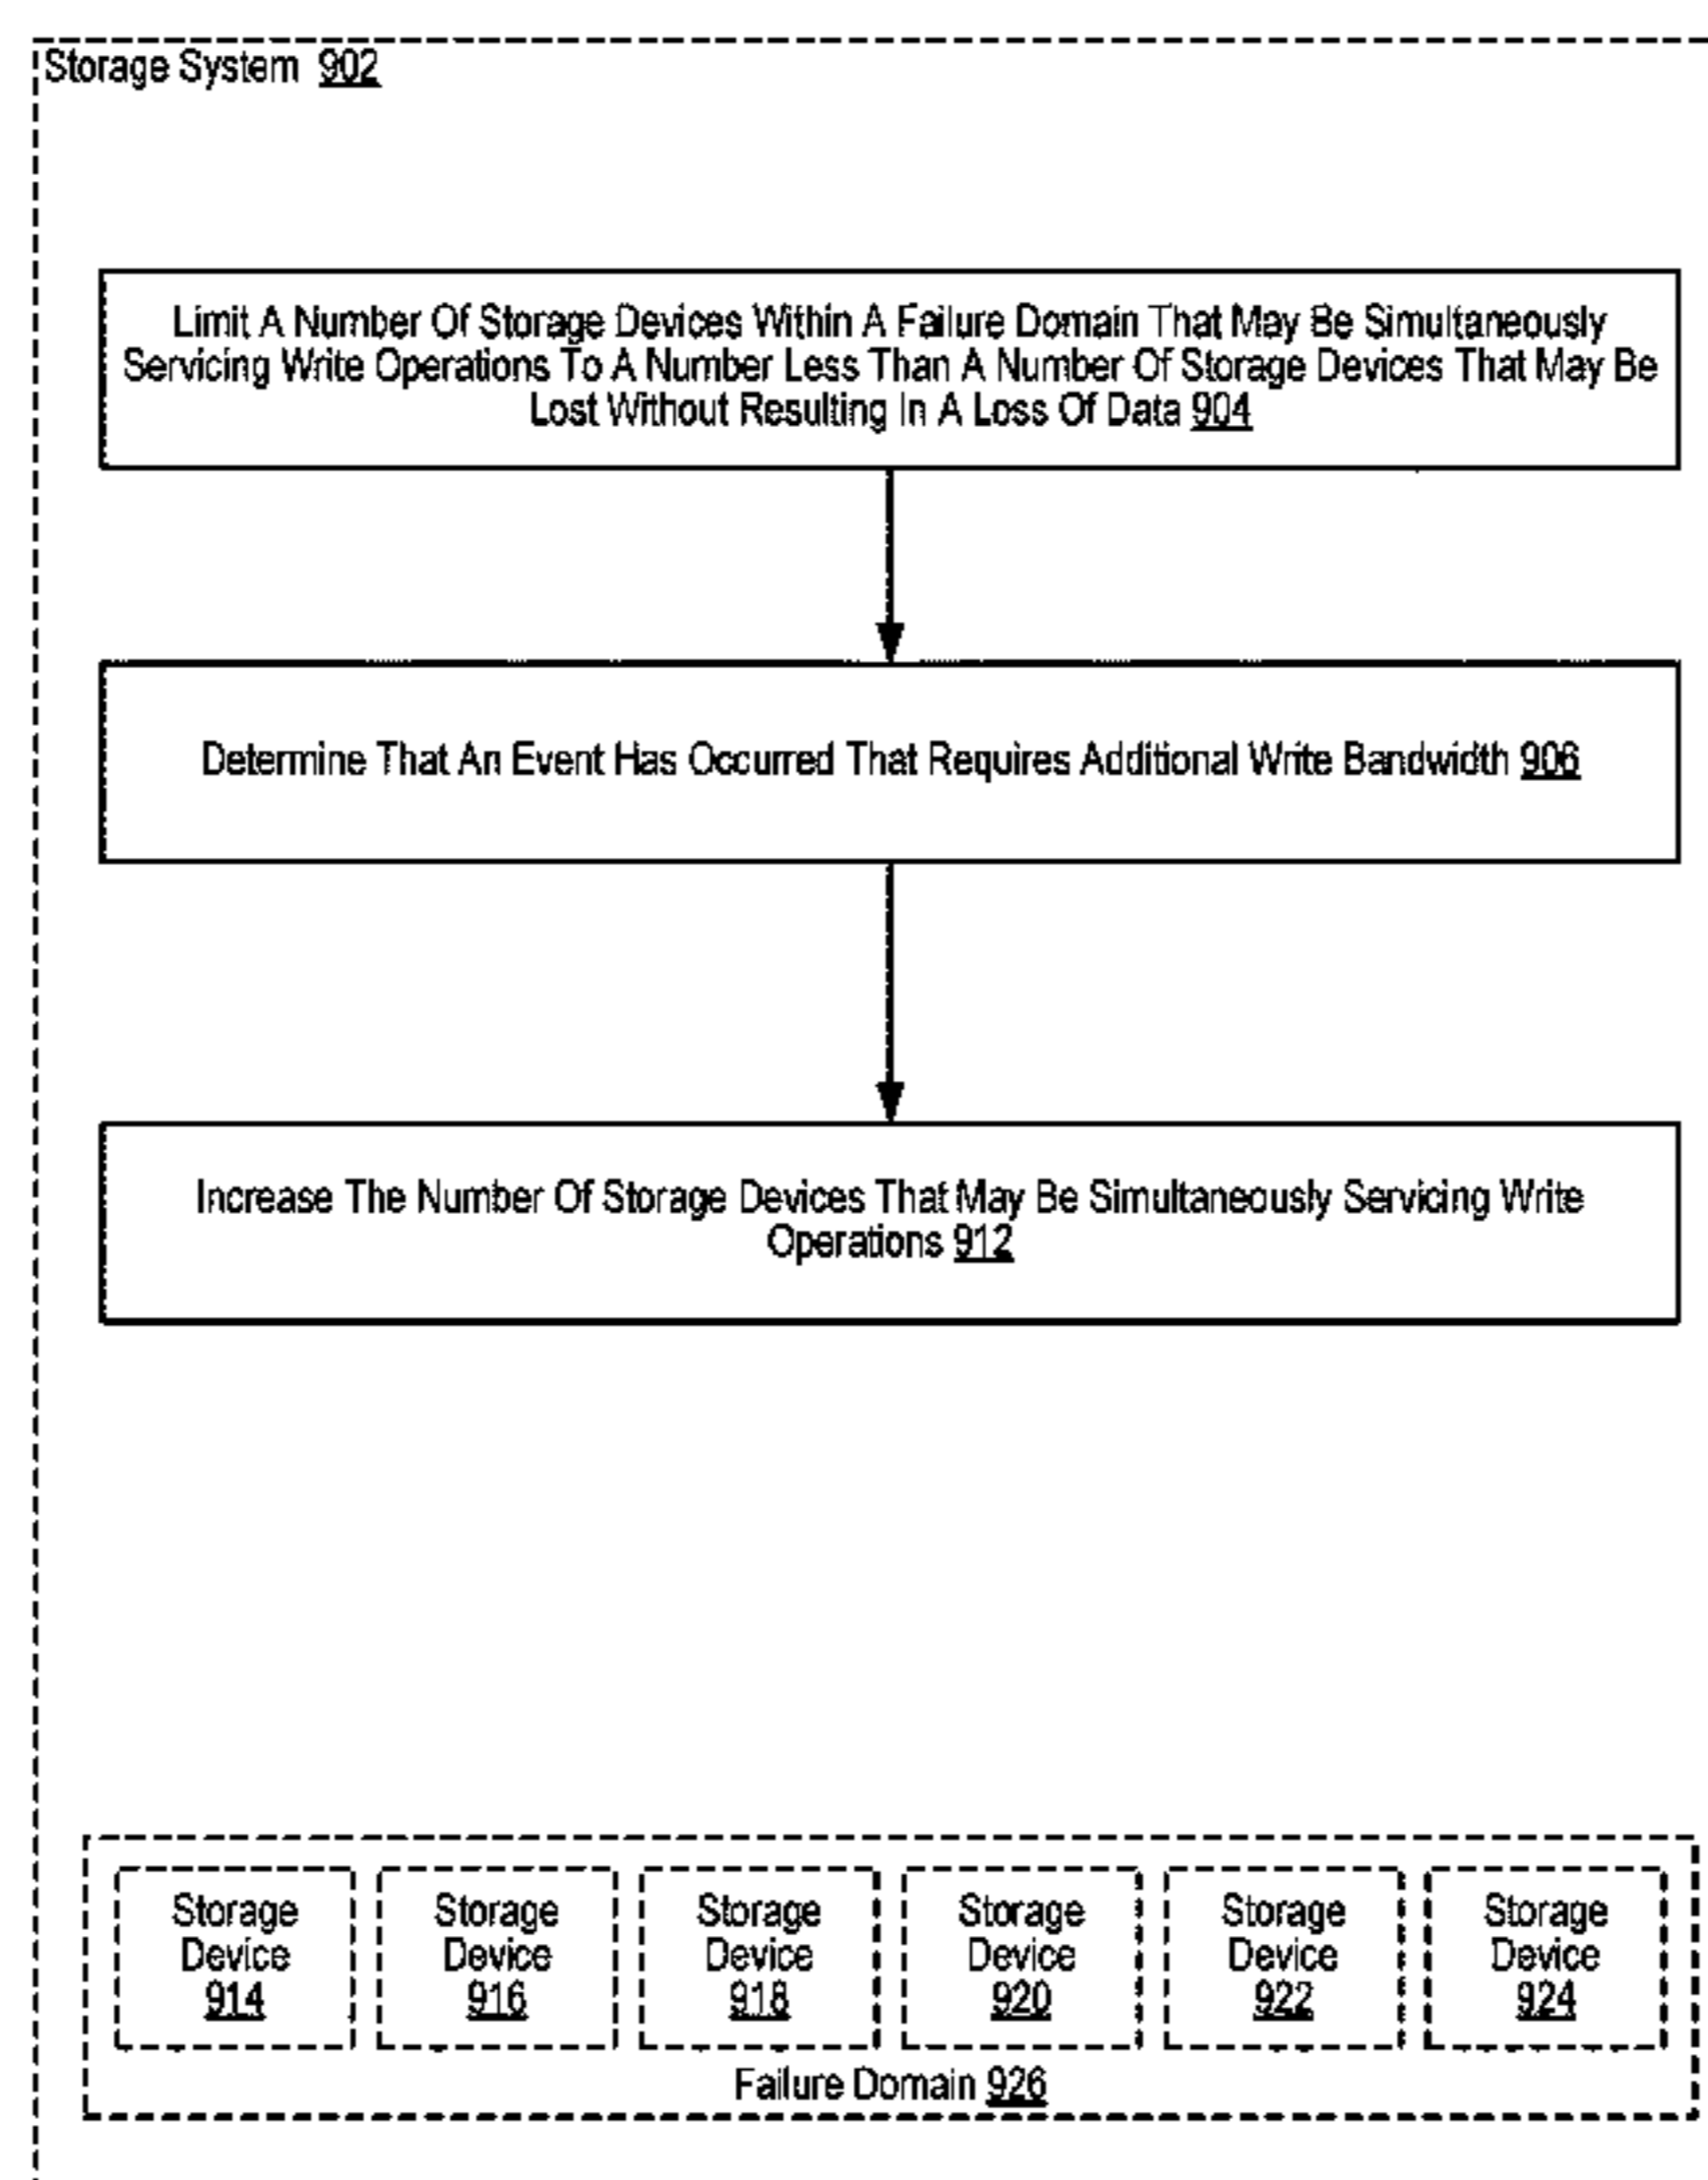 Storage System 902
Limit A Number Of Storage Devices Within A Failure Domain That May Be Simultaneously
Servicing Write Operations To A Number Less Than A Number Of Storage Devices That May Be
Lost Without Resulting In A Loss Of Data 904
Determine That An Event Has Occurred That Requires Additional Write Bandwidth 906
Increase The Number Of Storage Devices That May Be Simultaneously Servicing Write
Operations 912
Storage
Device
914
Storage
Device
916
Storage
Device
918
Storage
Device
920
Storage
Device
922
Storage
Device
924
Failure Domain 926